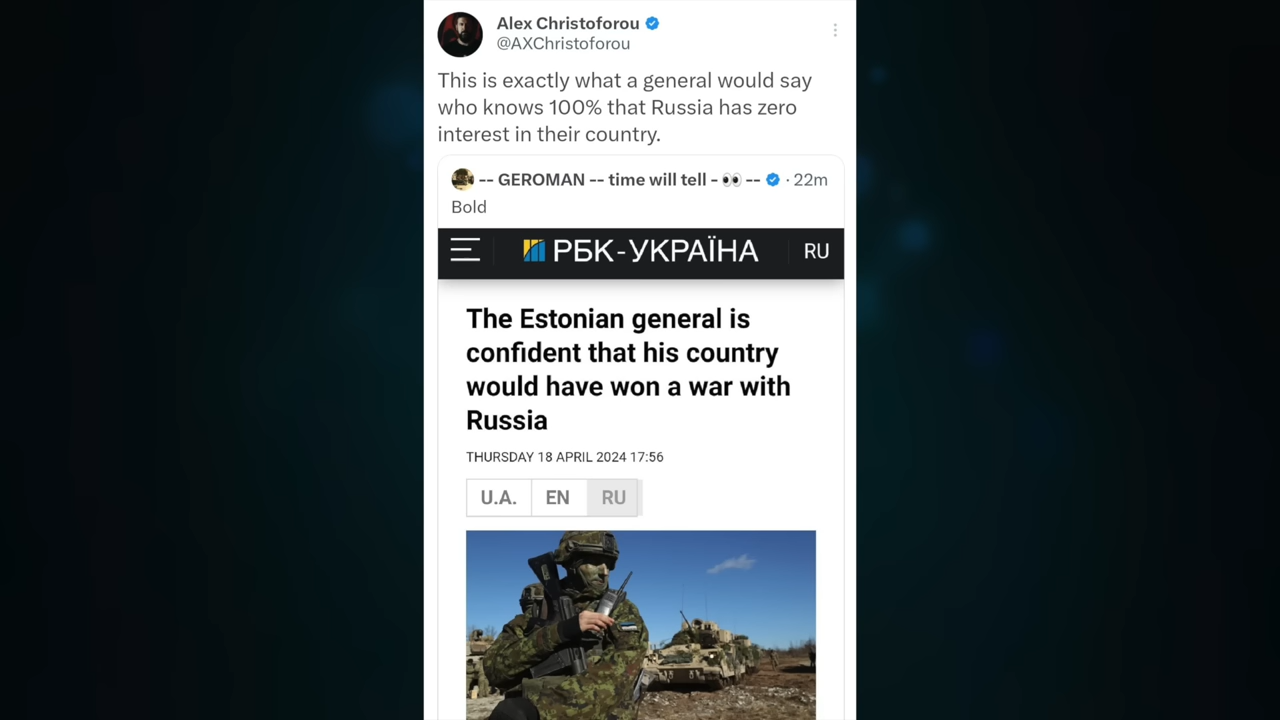 Alex Christoforou
@AXChristoforou
This is exactly what a general would say
who knows 100% that Russia has zero
interest in their country.
-- GEROMAN -- time will tell - 👀 -- · 22m
Bold
РБК-УКРАЇНА RU
The Estonian general is
confident that his country
would have won a war with
Russia
THURSDAY 18 APRIL 2024 17:56
U.A. EN RU